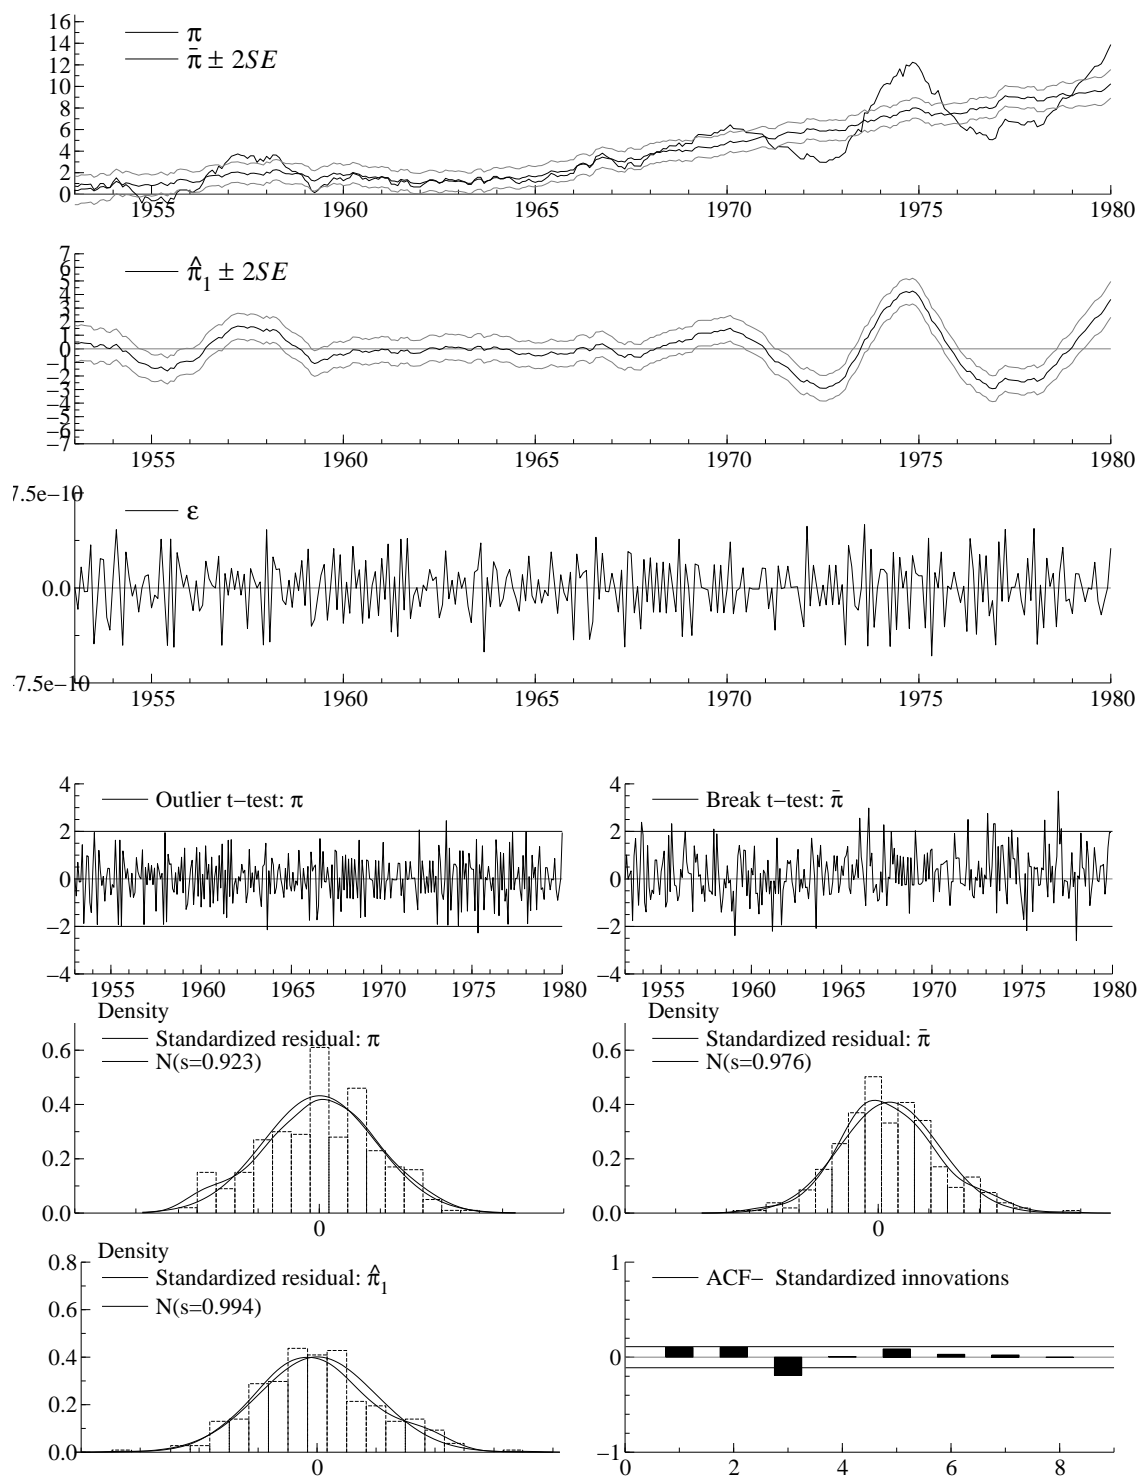 16
14
12
10
8
6
4
2
0
π
π̄ ± 2SE
1955 1960 1965 1970 1975 1980
7
6
5
4
3
2
1
0
−1
−2
−3
−4
−5
−6
−7
π̂1 ± 2SE
1955 1960 1965 1970 1975 1980
7.5e−10
0.0
-7.5e−10
ε
1955 1960 1965 1970 1975 1980
4
2
0
−2
−4
Outlier t−test: π
1955 1960 1965 1970 1975 1980
4
2
0
−2
−4
Break t−test: π̄
1955 1960 1965 1970 1975 1980
Density
Standardized residual: π
N(s=0.923)
0.6
0.4
0.2
0.0
0
Density
Standardized residual: π̄
N(s=0.976)
0.6
0.4
0.2
0.0
0
Density
Standardized residual: π̂1
N(s=0.994)
0.8
0.6
0.4
0.2
0.0
0
ACF− Standardized innovations
1
0
−1
0 2 4 6 8